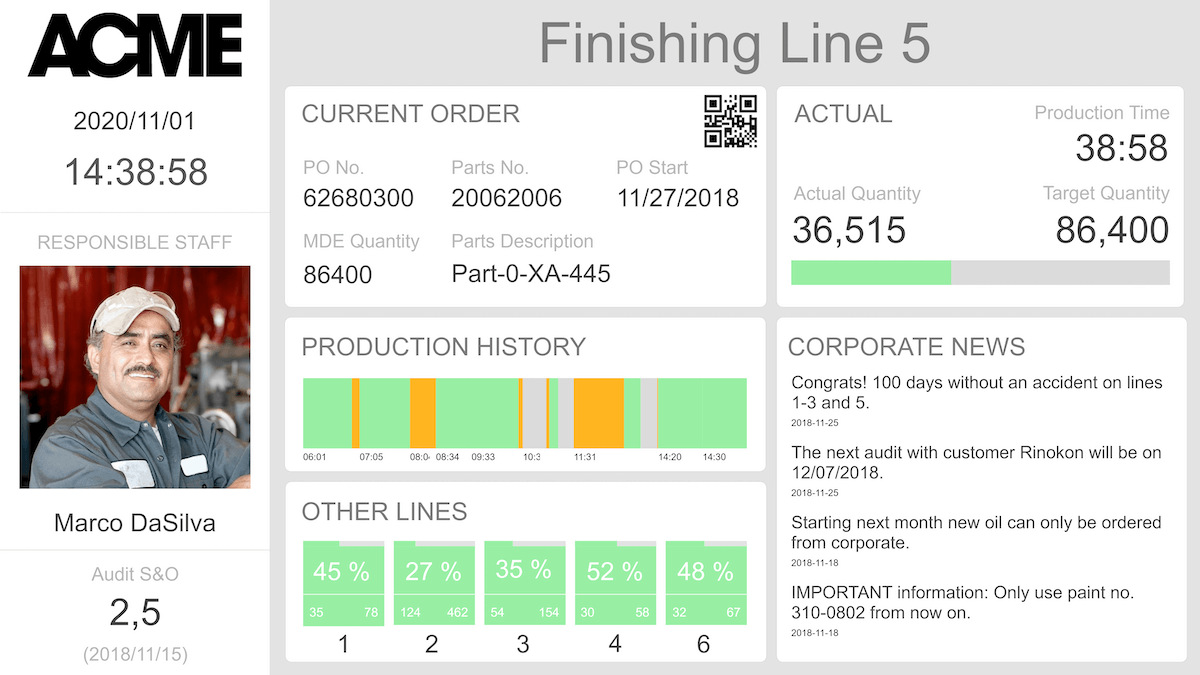 ACME
2020/11/01
14:38:58
RESPONSIBLE STAFF
Marco DaSilva
Audit S&O
2,5
(2018/11/15)
Finishing Line 5
CURRENT ORDER
PO No. Parts No. PO Start
62680300 20062006 11/27/2018
MDE Quantity Parts Description
86400 Part-0-XA-445
ACTUAL
Production Time
38:58
Actual Quantity Target Quantity
36,515 86,400
PRODUCTION HISTORY
06:01 07:05 08:0 08:34 09:33 10:3 11:31 14:20 14:30
OTHER LINES
45 % 27 % 35 % 52 % 48 %
35 78 124 462 54 154 30 58 32 67
1 2 3 4 6
CORPORATE NEWS
Congrats! 100 days without an accident on lines
1-3 and 5.
2018-11-25
The next audit with customer Rinokon will be on
12/07/2018.
2018-11-25
Starting next month new oil can only be ordered
from corporate.
2018-11-18
IMPORTANT information: Only use paint no.
310-0802 from now on.
2018-11-18